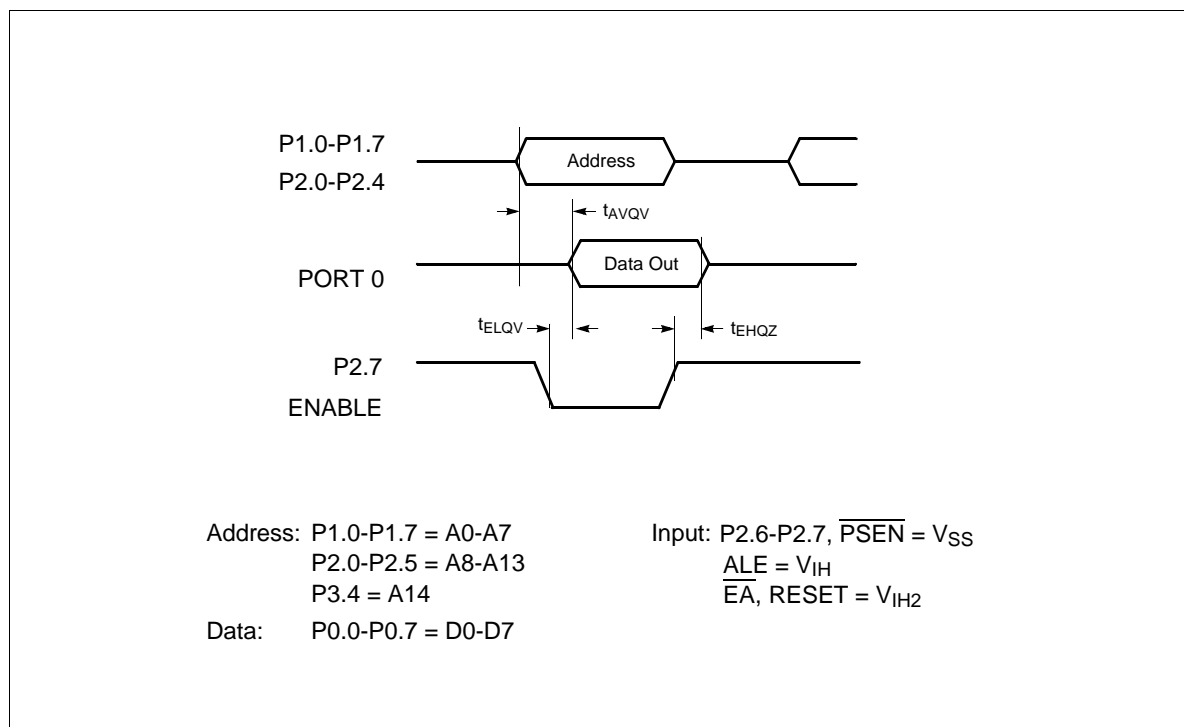 P1.0-P1.7
Address
P2.0-P2.4
tAVQV
Data Out
PORT 0
tELQV
tEHQZ
P2.7
ENABLE
Address: P1.0-P1.7 = A0-A7
P2.0-P2.5 = A8-A13
P3.4 = A14
Data: P0.0-P0.7 = D0-D7
Input: P2.6-P2.7, P̅S̅E̅N̅ = VSS
ALE = VIH
E̅A̅, RESET = VIH2